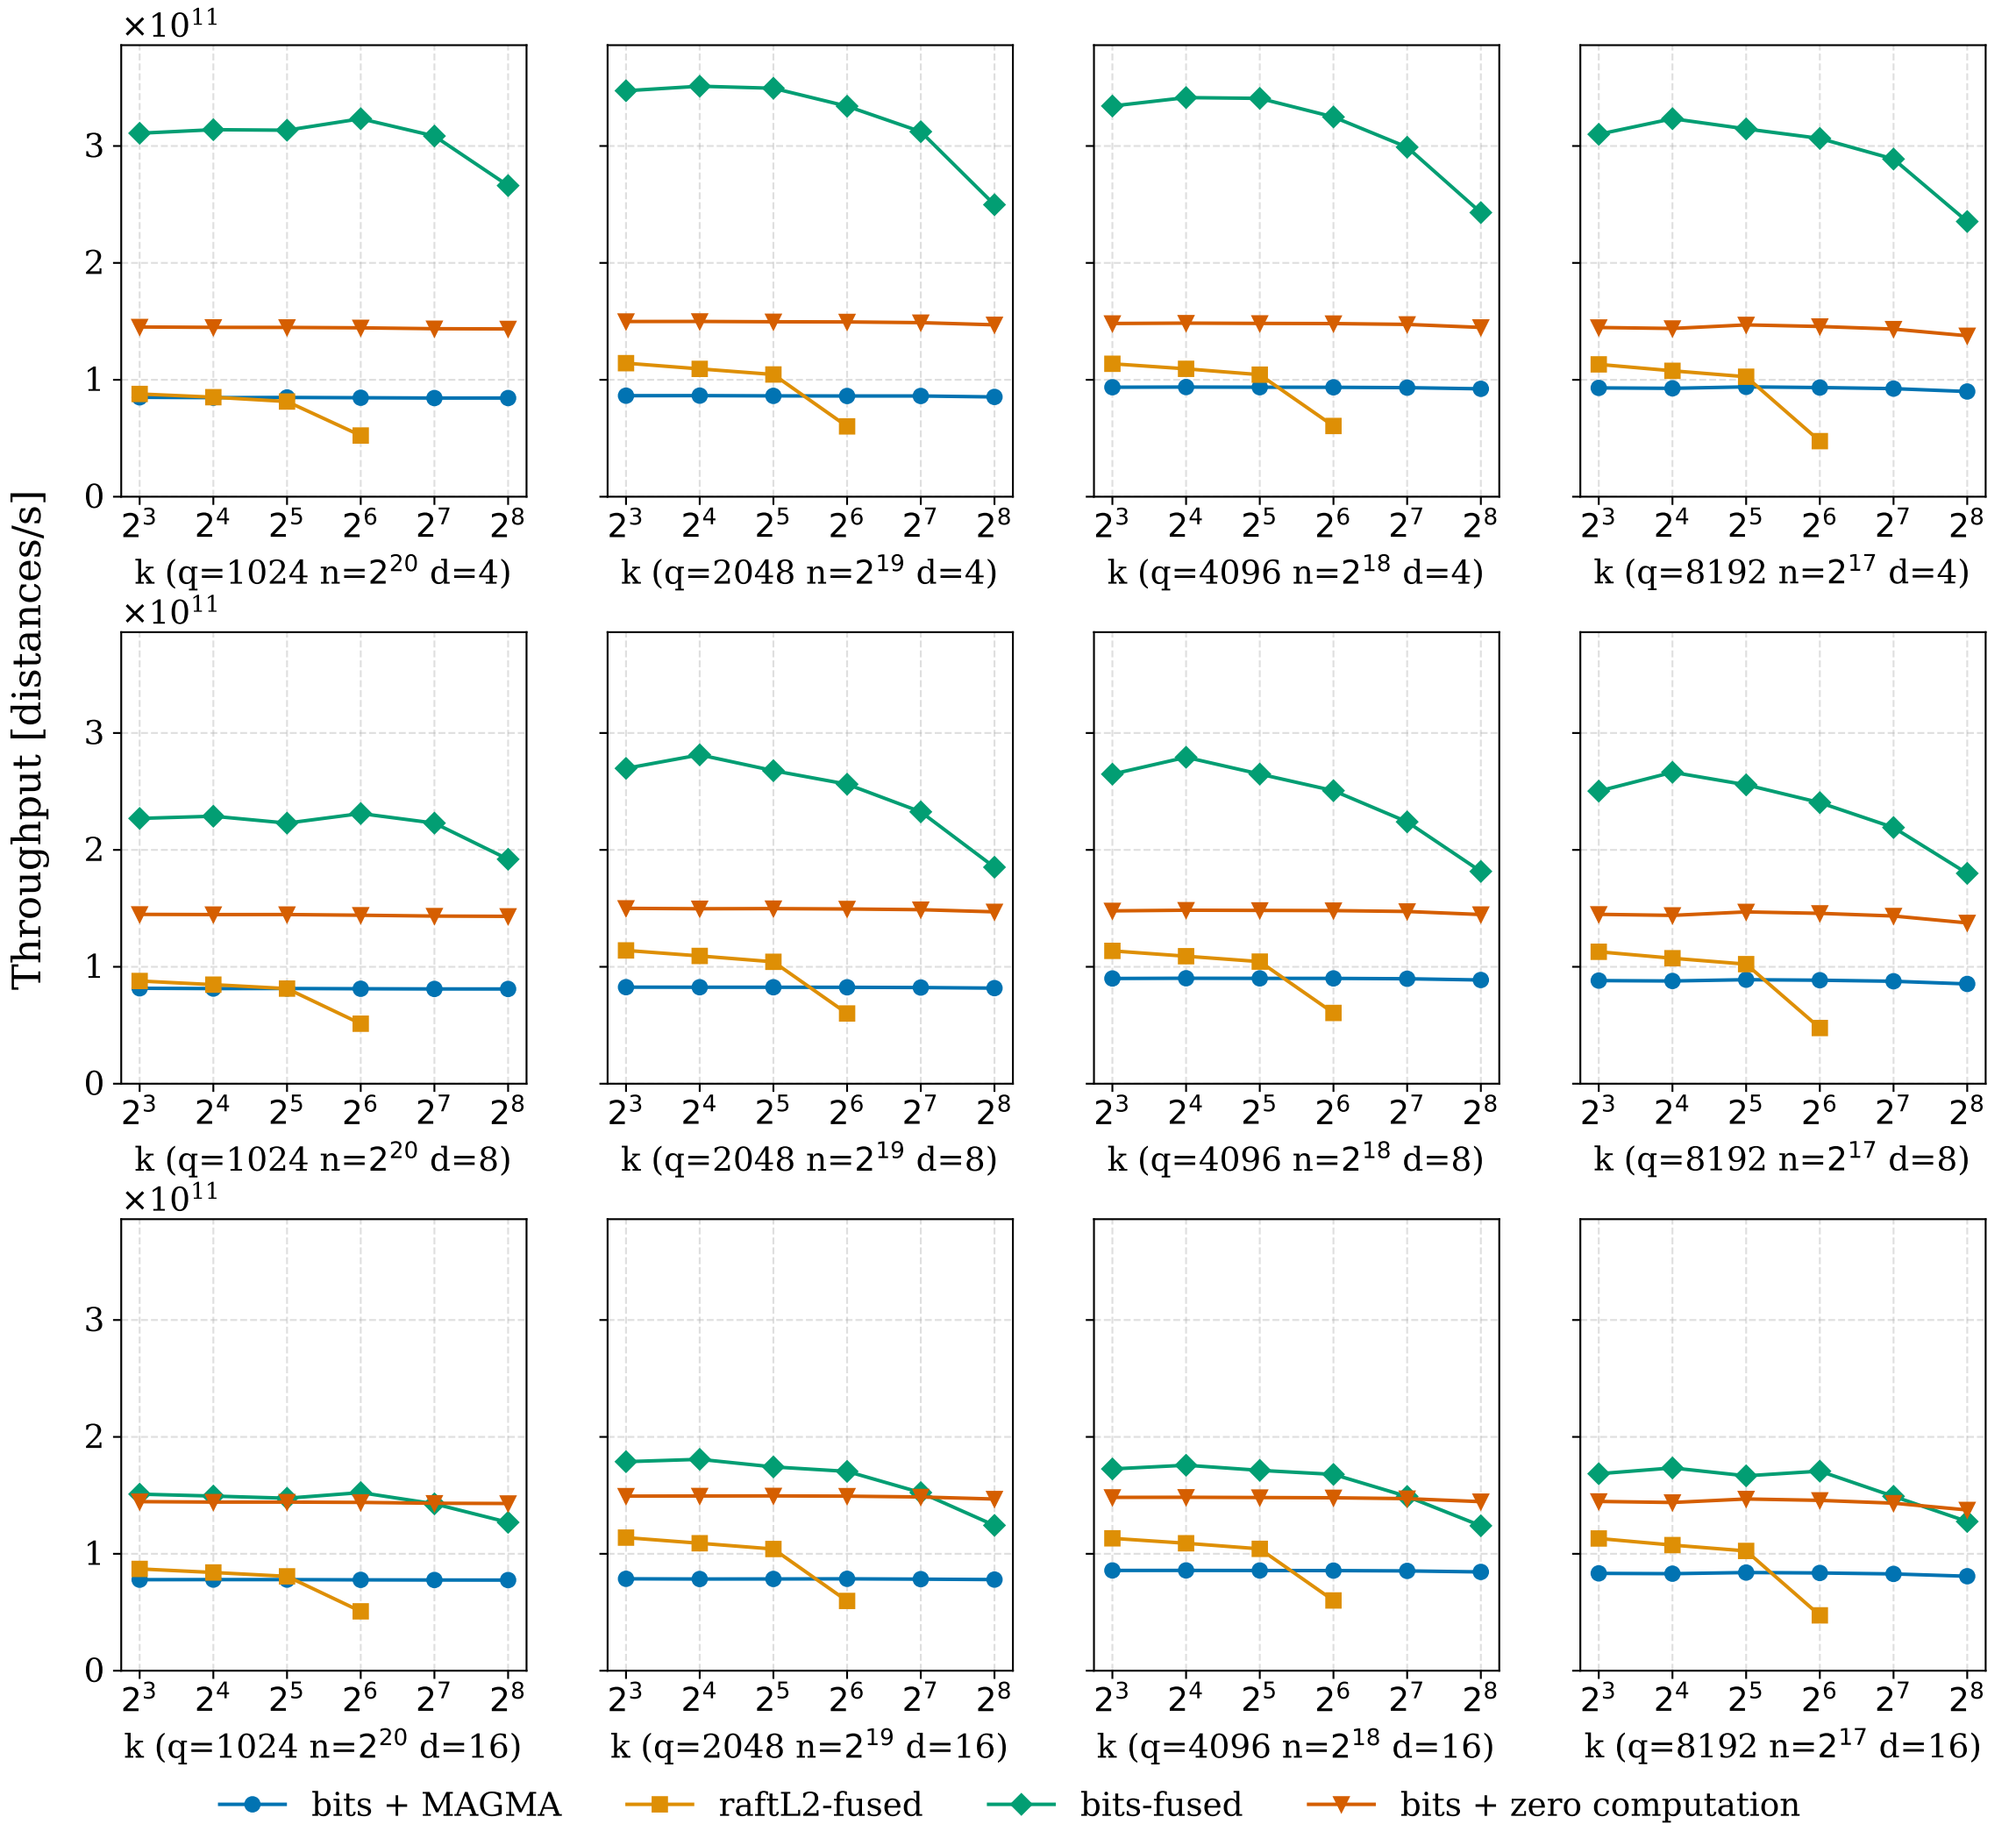 ×10¹¹
3
2
1
0
2³ 2⁴ 2⁵ 2⁶ 2⁷ 2⁸ 2³ 2⁴ 2⁵ 2⁶ 2⁷ 2⁸ 2³ 2⁴ 2⁵ 2⁶ 2⁷ 2⁸ 2³ 2⁴ 2⁵ 2⁶ 2⁷ 2⁸
k (q=1024 n=2²⁰ d=4) k (q=2048 n=2¹⁹ d=4) k (q=4096 n=2¹⁸ d=4) k (q=8192 n=2¹⁷ d=4)
Throughput [distances/s]
×10¹¹
3
2
1
0
2³ 2⁴ 2⁵ 2⁶ 2⁷ 2⁸ 2³ 2⁴ 2⁵ 2⁶ 2⁷ 2⁸ 2³ 2⁴ 2⁵ 2⁶ 2⁷ 2⁸ 2³ 2⁴ 2⁵ 2⁶ 2⁷ 2⁸
k (q=1024 n=2²⁰ d=8) k (q=2048 n=2¹⁹ d=8) k (q=4096 n=2¹⁸ d=8) k (q=8192 n=2¹⁷ d=8)
×10¹¹
3
2
1
0
2³ 2⁴ 2⁵ 2⁶ 2⁷ 2⁸ 2³ 2⁴ 2⁵ 2⁶ 2⁷ 2⁸ 2³ 2⁴ 2⁵ 2⁶ 2⁷ 2⁸ 2³ 2⁴ 2⁵ 2⁶ 2⁷ 2⁸
k (q=1024 n=2²⁰ d=16) k (q=2048 n=2¹⁹ d=16) k (q=4096 n=2¹⁸ d=16) k (q=8192 n=2¹⁷ d=16)
bits + MAGMA raftL2-fused bits-fused bits + zero computation